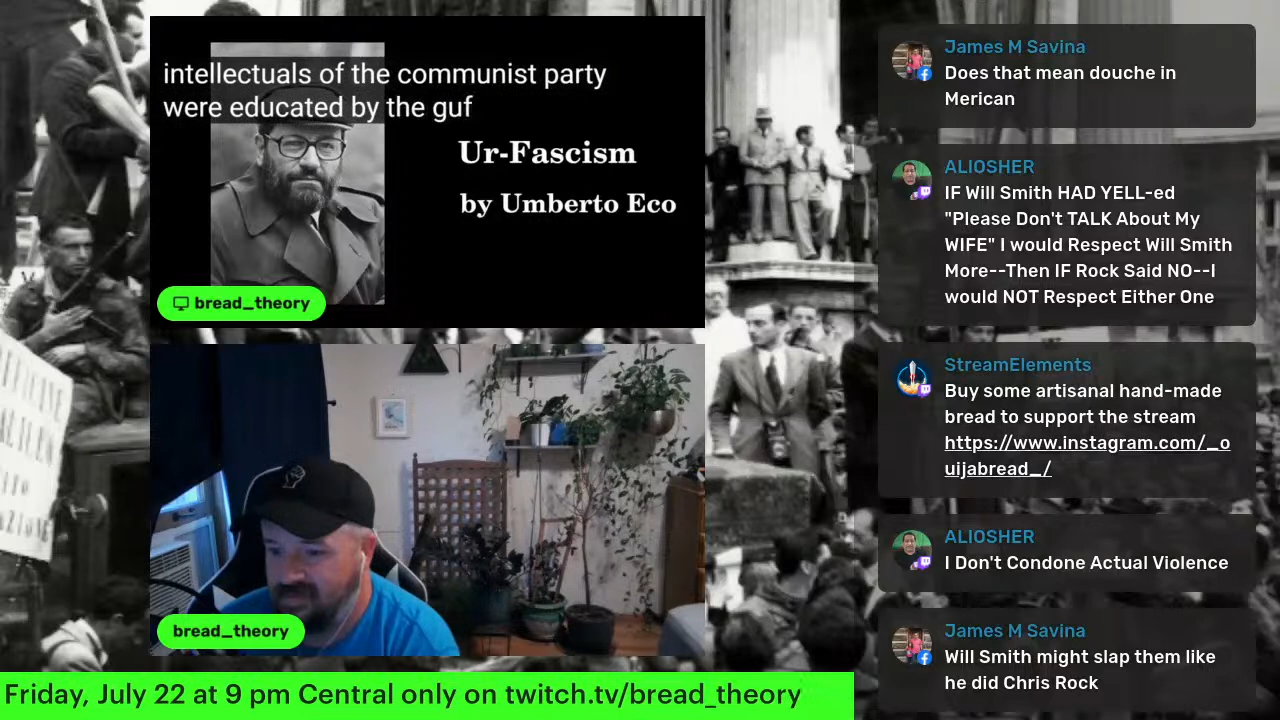 intellectuals of the communist party
were educated by the guf
Ur-Fascism
by Umberto Eco
bread_theory
bread_theory
Friday, July 22 at 9 pm Central only on twitch.tv/bread_theory
James M Savina
Does that mean douche in
Merican
ALIOSHER
IF Will Smith HAD YELL-ed
"Please Don't TALK About My
WIFE" I would Respect Will Smith
More--Then IF Rock Said NO--I
would NOT Respect Either One
StreamElements
Buy some artisanal hand-made
bread to support the stream
https://www.instagram.com/_o
uijabread_/
ALIOSHER
I Don't Condone Actual Violence
James M Savina
Will Smith might slap them like
he did Chris Rock